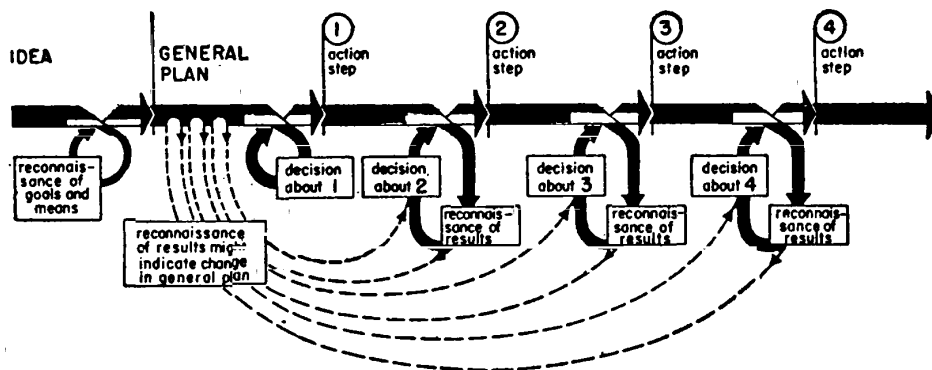 IDEA
GENERAL
PLAN
1
action
step
2
action
step
3
action
step
4
action
step
reconnais-
sance of
goals and
means
decision
about 1
decision
about 2
reconnais-
sance of
results
decision
about 3
reconnais-
sance of
results
decision
about 4
reconnais-
sance of
results
reconnaissance
of results might
indicate change
in general plan